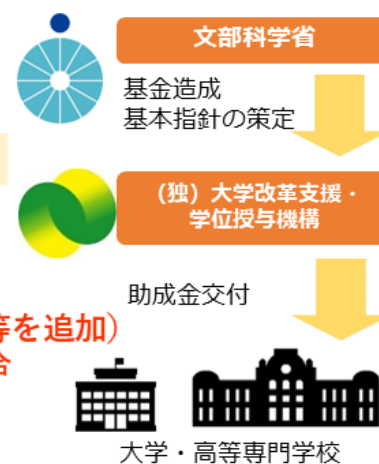 文部科学省
基金造成
基本指針の策定
（独）大学改革支援・
学位授与機構
助成金交付
等を追加）
合
大学・高等専門学校